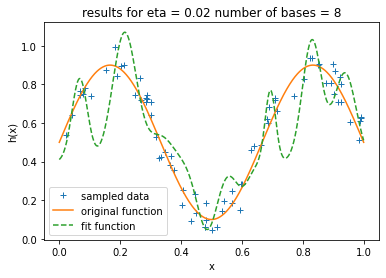 results for eta = 0.02 number of bases = 8
h(x)
1.0
0.8
0.6
0.4
0.2
0.0
sampled data
original function
fit function
0.0 0.2 0.4 0.6 0.8 1.0
x